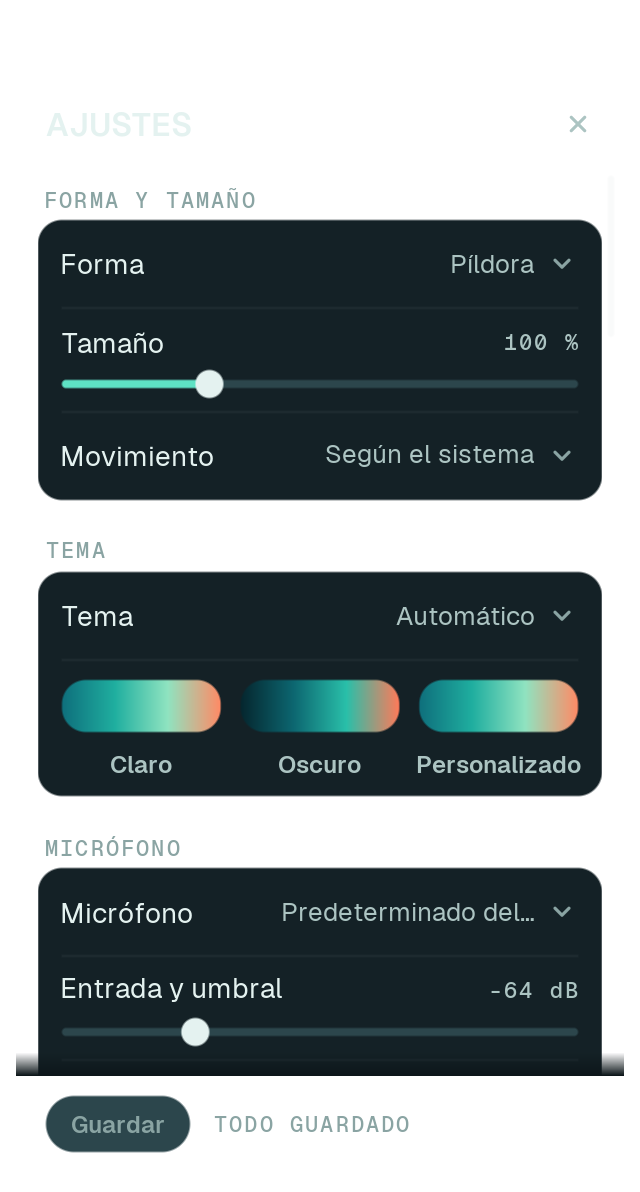 AJUSTES
FORMA Y TAMAÑO
Forma Píldora
Tamaño 100 %
Movimiento Según el sistema
TEMA
Tema Automático
Claro Oscuro Personalizado
MICRÓFONO
Micrófono Predeterminado del…
Entrada y umbral -64 dB
Guardar TODO GUARDADO